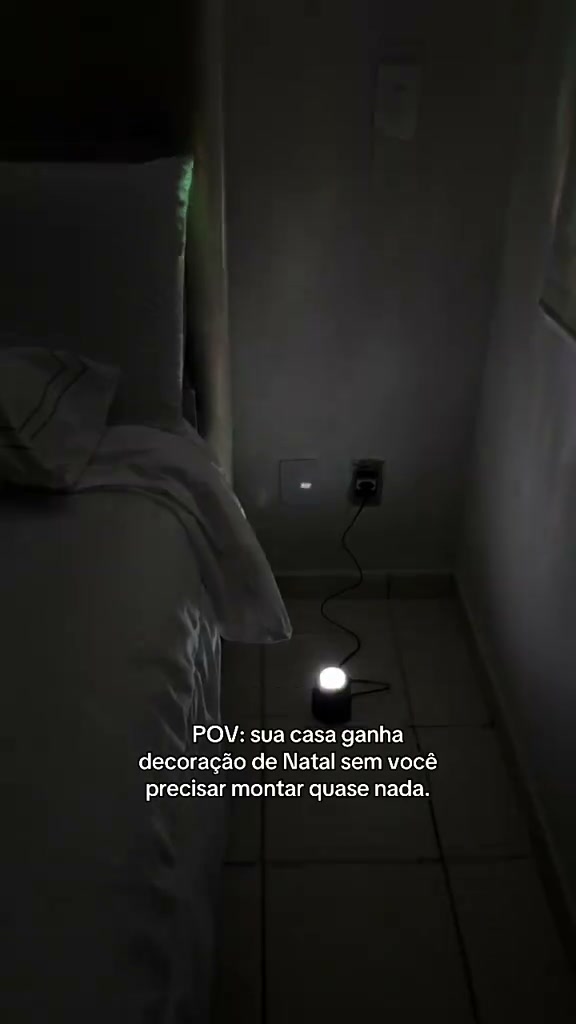 POV: sua casa ganha
decoração de Natal sem você
precisar montar quase nada.